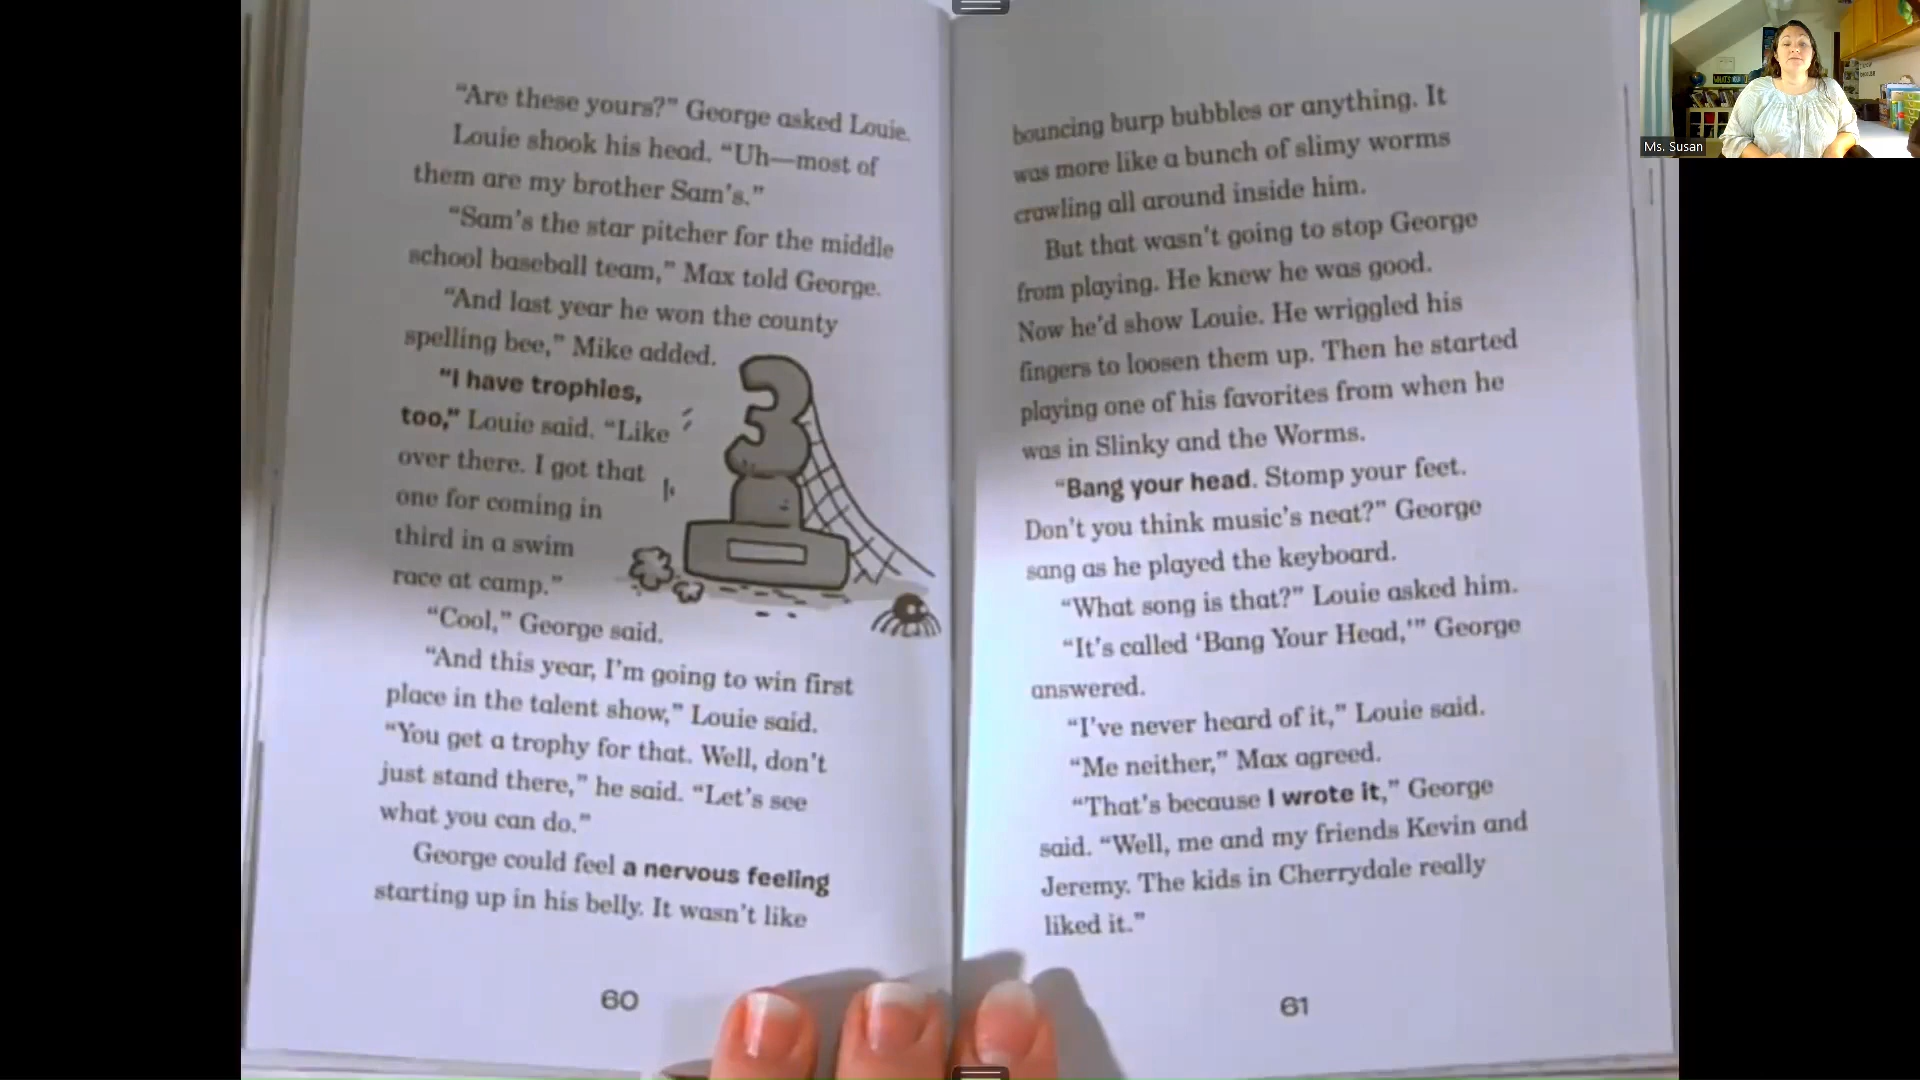 “Are these yours?” George asked Louie.
Louie shook his head. “Uh—most of
them are my brother Sam’s.”
“Sam’s the star pitcher for the middle
school baseball team,” Max told George.
“And last year he won the county
spelling bee,” Mike added.
“I have trophies,
too,” Louie said. “Like
over there. I got that
one for coming in
third in a swim
race at camp.”
“Cool,” George said.
“And this year, I’m going to win first
place in the talent show,” Louie said.
“You get a trophy for that. Well, don’t
just stand there,” he said. “Let’s see
what you can do.”
George could feel a nervous feeling
starting up in his belly. It wasn’t like
60
bouncing burp bubbles or anything. It
was more like a bunch of slimy worms
crawling all around inside him.
But that wasn’t going to stop George
from playing. He knew he was good.
Now he’d show Louie. He wriggled his
fingers to loosen them up. Then he started
playing one of his favorites from when he
was in Slinky and the Worms.
“Bang your head. Stomp your feet.
Don’t you think music’s neat?” George
sang as he played the keyboard.
“What song is that?” Louie asked him.
“It’s called ‘Bang Your Head,’” George
answered.
“I’ve never heard of it,” Louie said.
“Me neither,” Max agreed.
“That’s because I wrote it,” George
said. “Well, me and my friends Kevin and
Jeremy. The kids in Cherrydale really
liked it.”
61
Ms. Susan